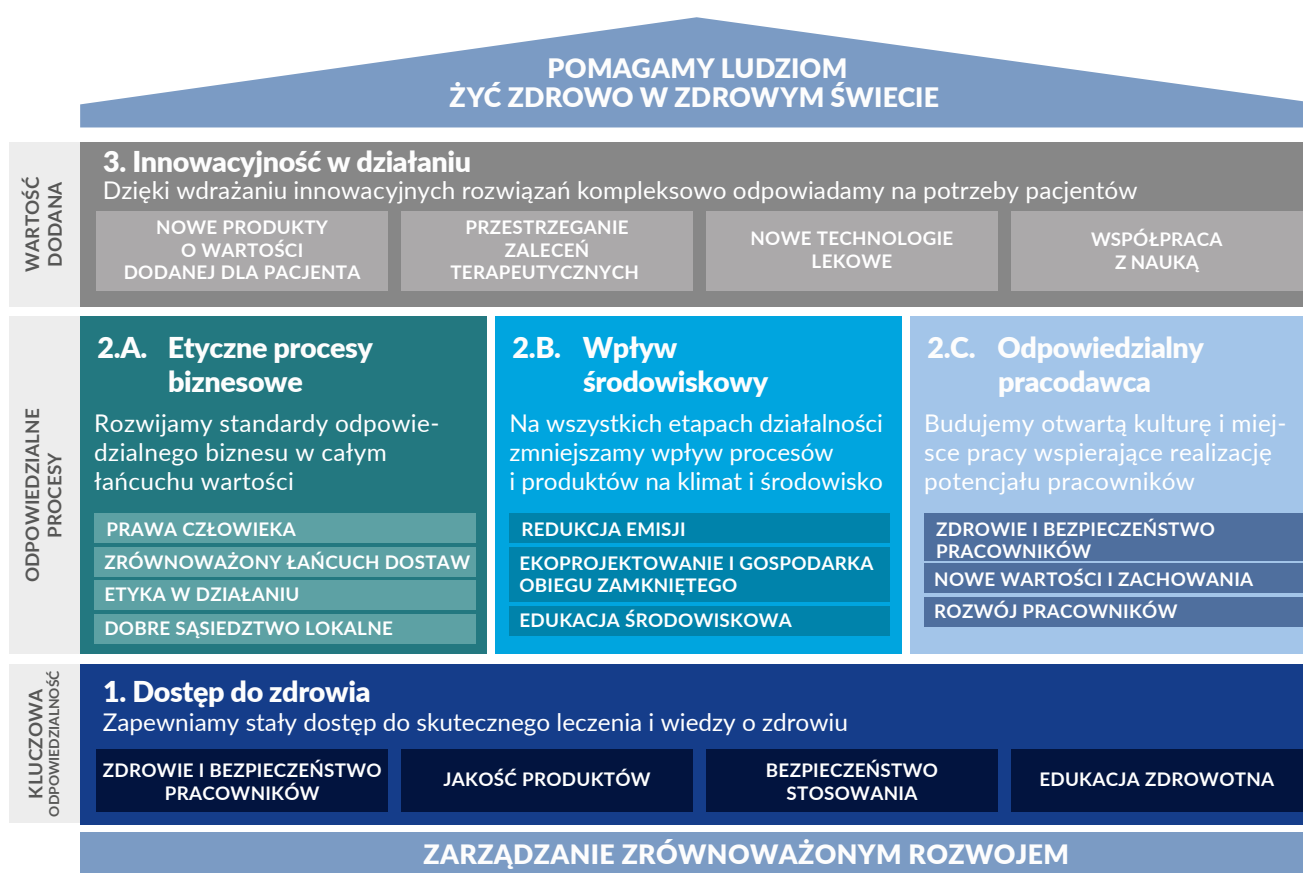 POMAGAMY LUDZIOM
ŻYĆ ZDROWO W ZDROWYM ŚWIECIE
WARTOŚĆ
DODANA
3. Innowacyjność w działaniu
Dzięki wdrażaniu innowacyjnych rozwiązań kompleksowo odpowiadamy na potrzeby pacjentów
NOWE PRODUKTY
O WARTOŚCI
DODANEJ DLA PACJENTA
PRZESTRZEGANIE
ZALECEŃ
TERAPEUTYCZNYCH
NOWE TECHNOLOGIE
LEKOWE
WSPÓŁPRACA
Z NAUKĄ
ODPOWIEDZIALNE
PROCESY
2.A. Etyczne procesy
biznesowe
Rozwijamy standardy odpowie-
dzialnego biznesu w całym
łańcuchu wartości
PRAWA CZŁOWIEKA
ZRÓWNOWAŻONY ŁAŃCUCH DOSTAW
ETYKA W DZIAŁANIU
DOBRE SĄSIEDZTWO LOKALNE
2.B. Wpływ
środowiskowy
Na wszystkich etapach działalności
zmniejszamy wpływ procesów
i produktów na klimat i środowisko
REDUKCJA EMISJI
EKOPROJEKTOWANIE I GOSPODARKA
OBIEGU ZAMKNIĘTEGO
EDUKACJA ŚRODOWISKOWA
2.C. Odpowiedzialny
pracodawca
Budujemy otwartą kulturę i miej-
sce pracy wspierające realizację
potencjału pracowników
ZDROWIE I BEZPIECZEŃSTWO
PRACOWNIKÓW
NOWE WARTOŚCI I ZACHOWANIA
ROZWÓJ PRACOWNIKÓW
KLUCZOWA
ODPOWIEDZIALNOŚĆ
1. Dostęp do zdrowia
Zapewniamy stały dostęp do skutecznego leczenia i wiedzy o zdrowiu
ZDROWIE I BEZPIECZEŃSTWO
PRACOWNIKÓW
JAKOŚĆ PRODUKTÓW
BEZPIECZEŃSTWO
STOSOWANIA
EDUKACJA ZDROWOTNA
ZARZĄDZANIE ZRÓWNOWAŻONYM ROZWOJEM